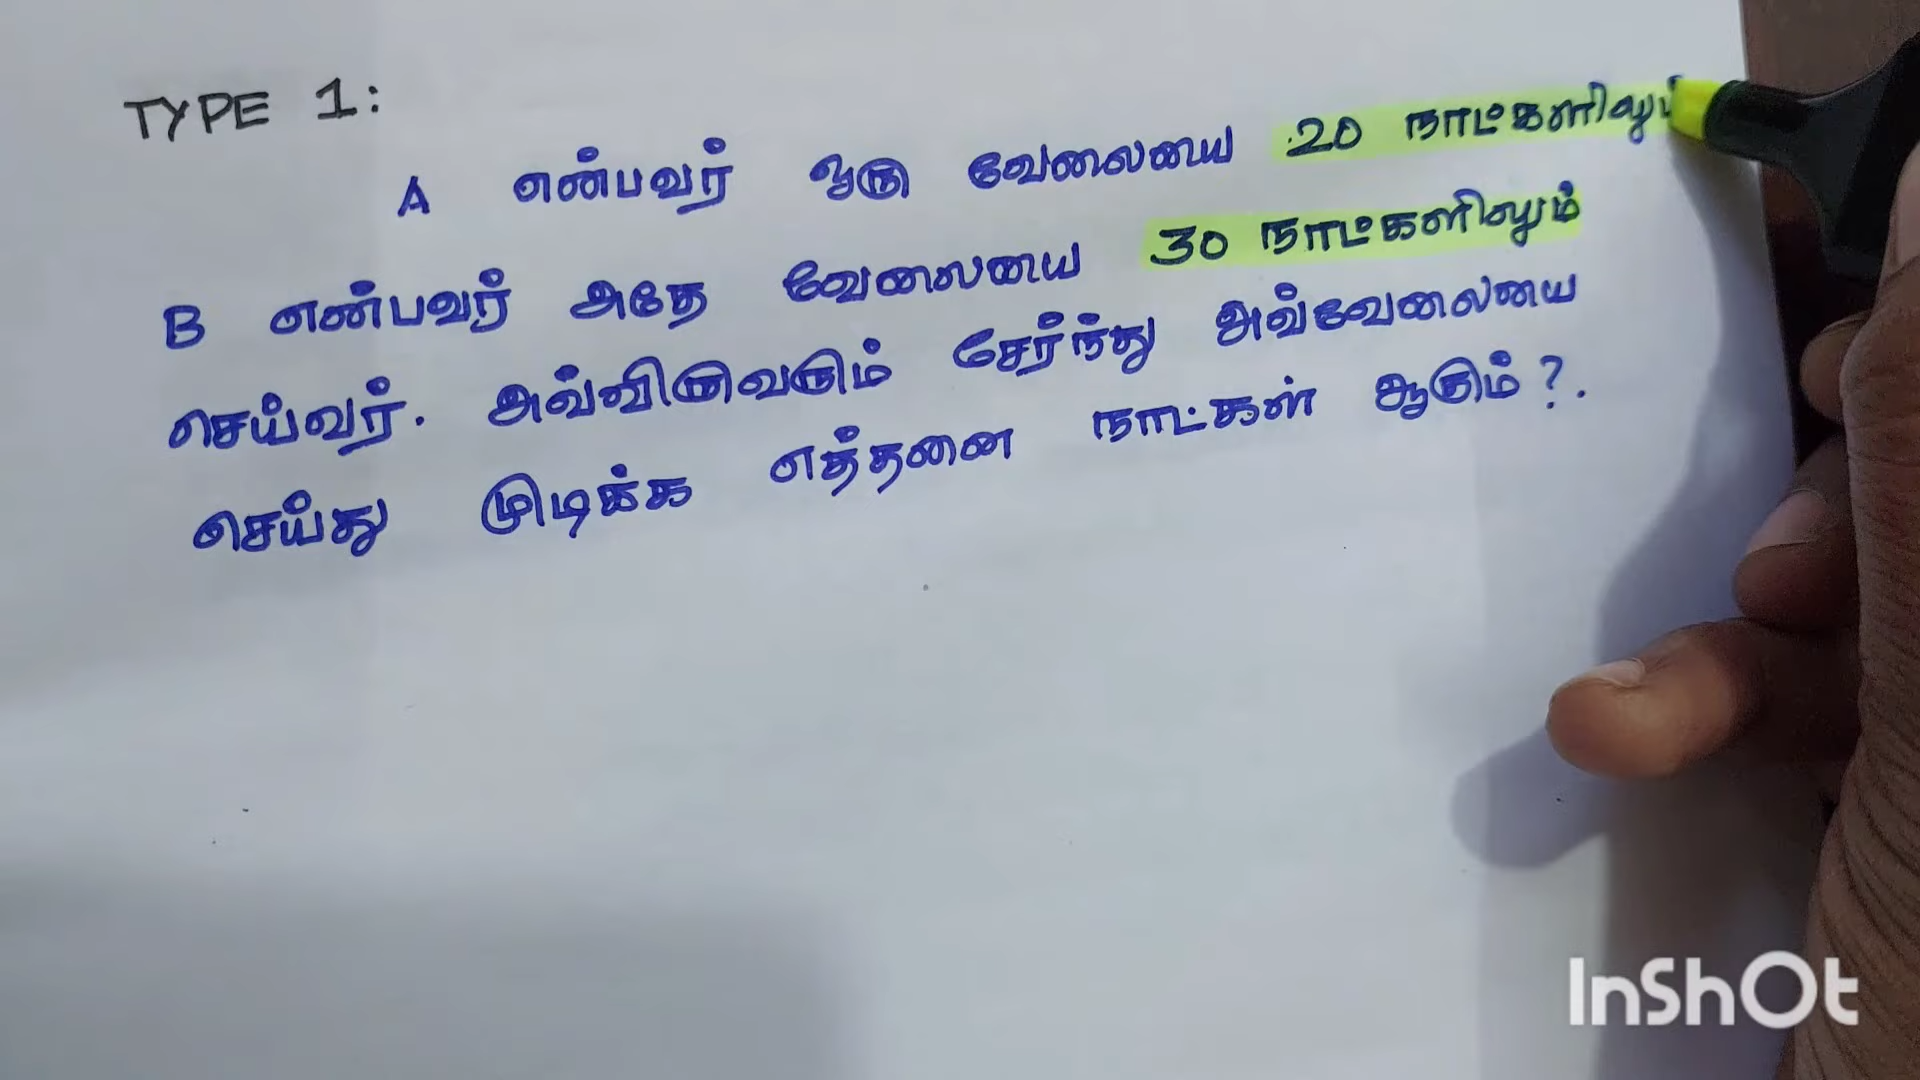 TYPE 1:
A என்பவர் ஒரு வேலையை 20 நாட்களிலும்
B என்பவர் அதே வேலையை 30 நாட்களிலும்
செய்வர். அவ்விருவரும் சேர்ந்து அவ்வேலையை
செய்து முடிக்க எத்தனை நாட்கள் ஆகும்?.
InShOt